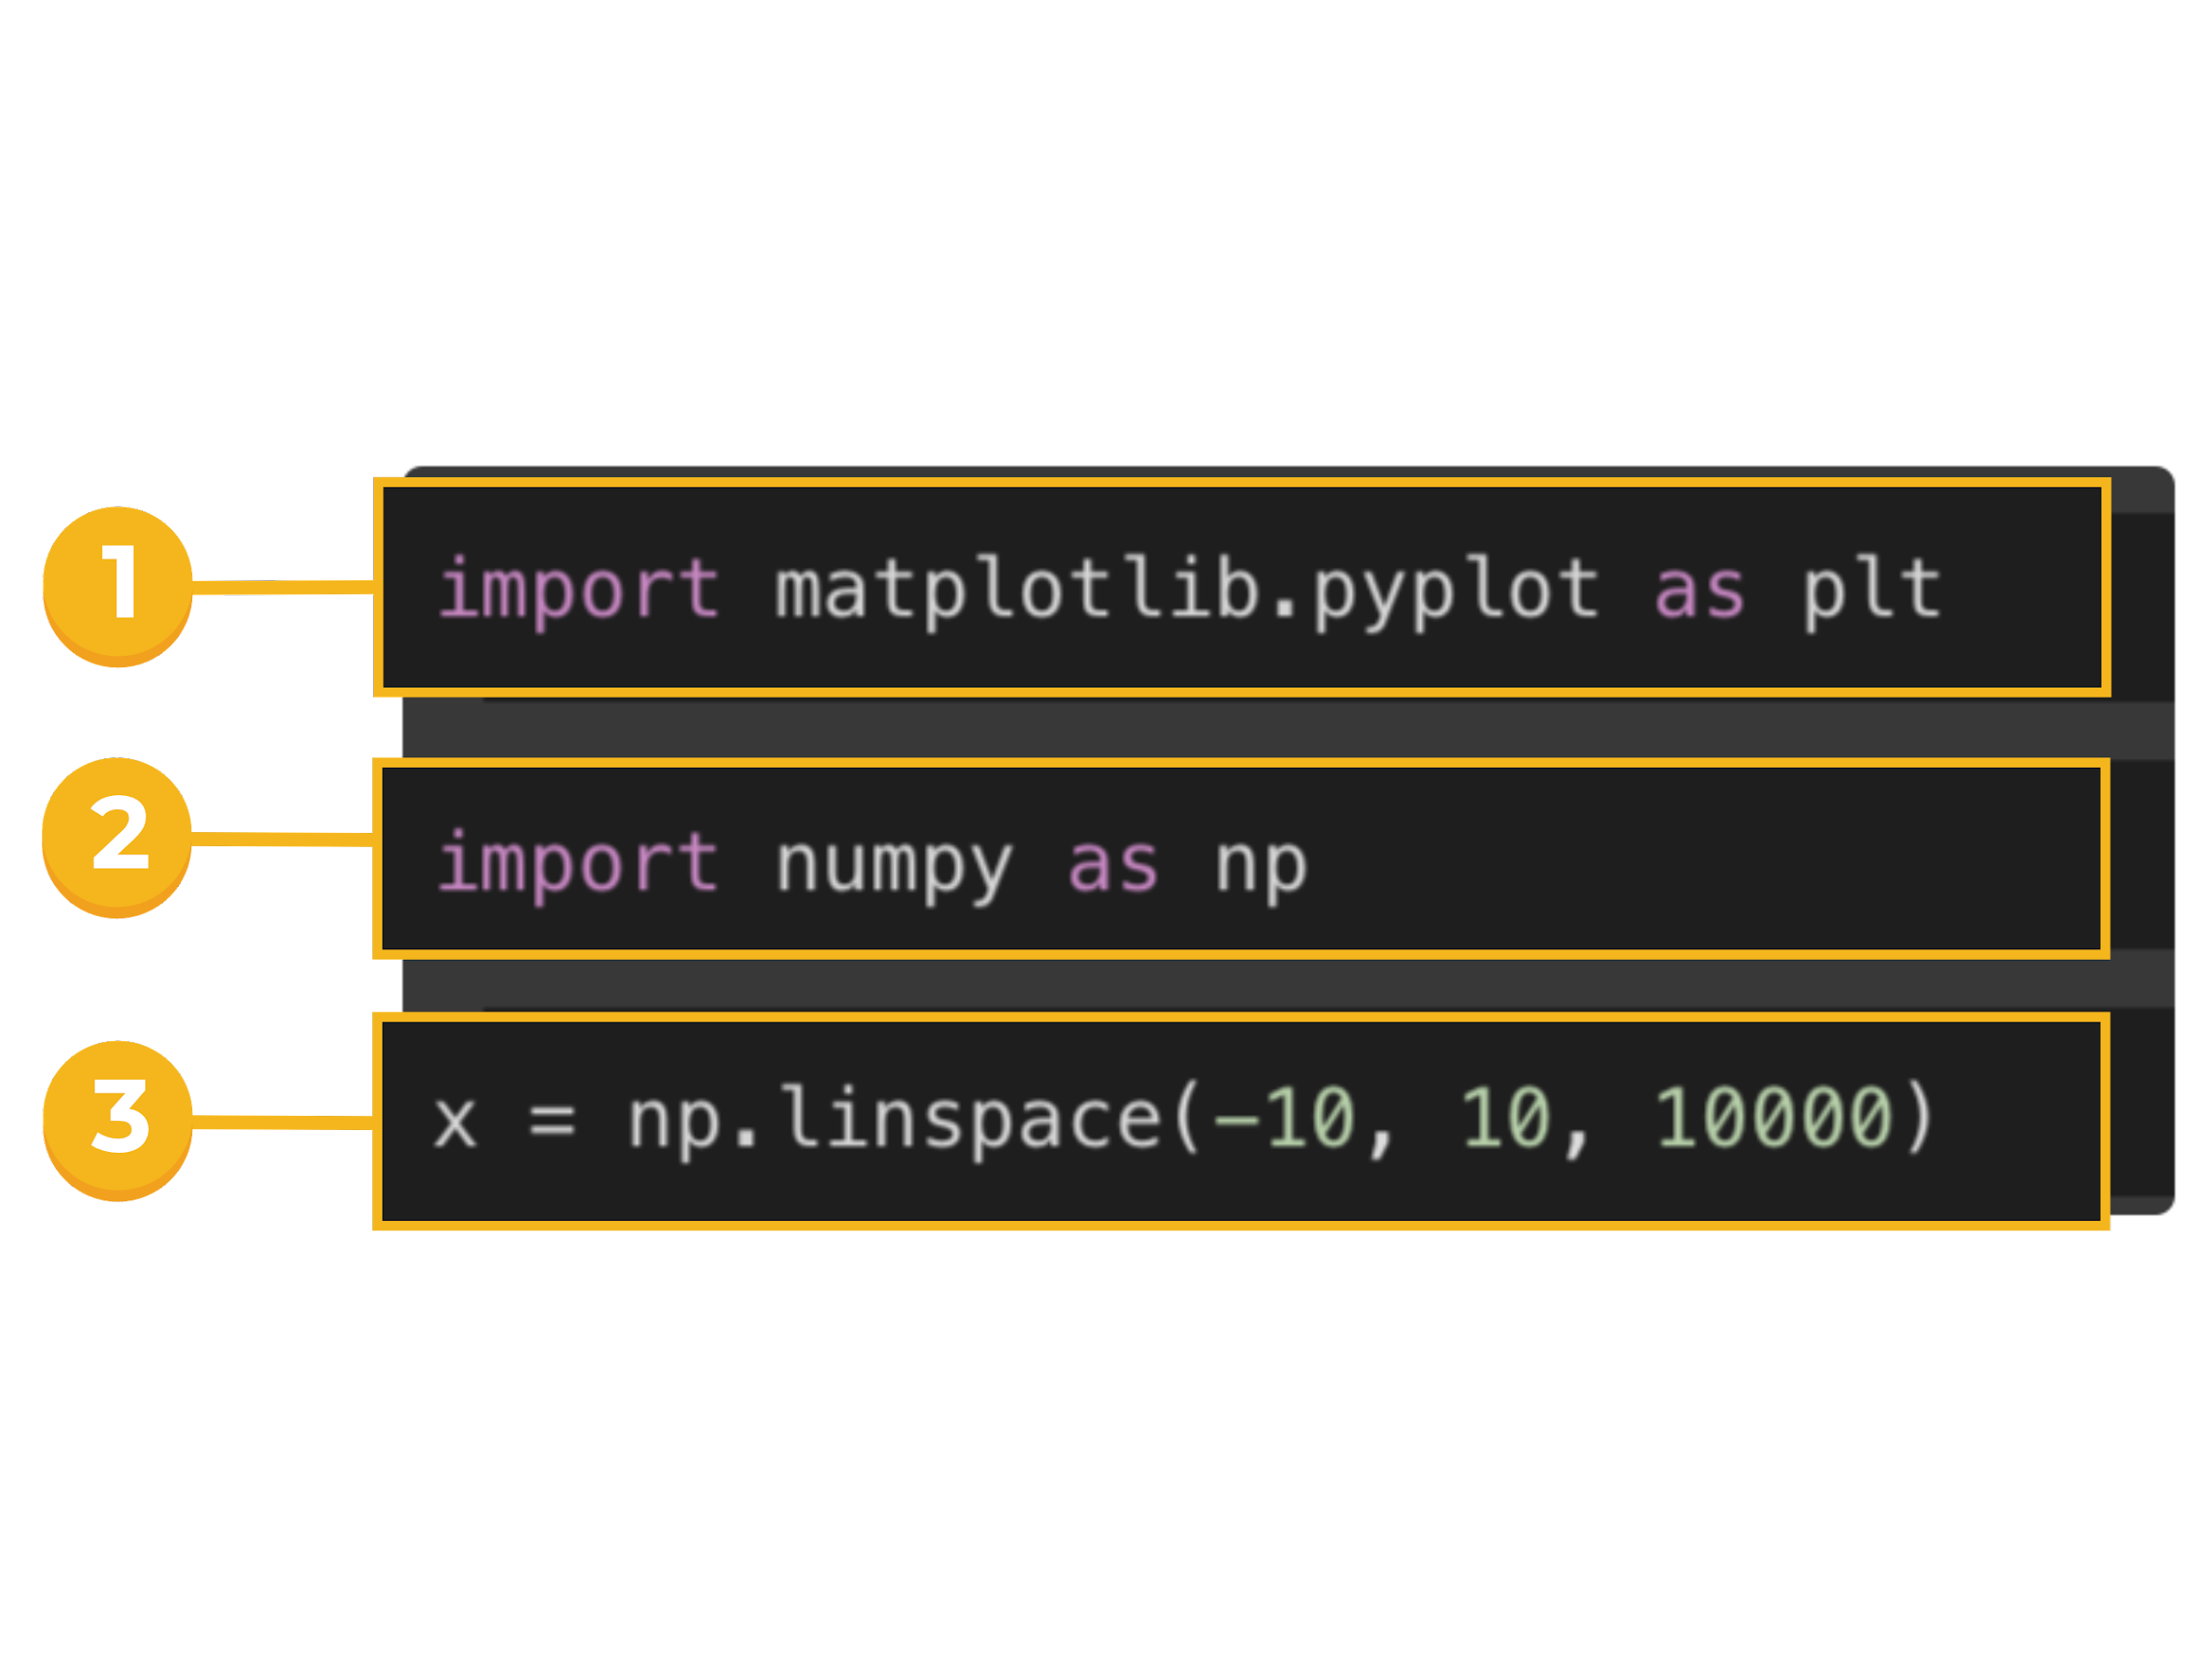 1 import matplotlib.pyplot as plt
2 import numpy as np
3 x = np.linspace(-10, 10, 10000)